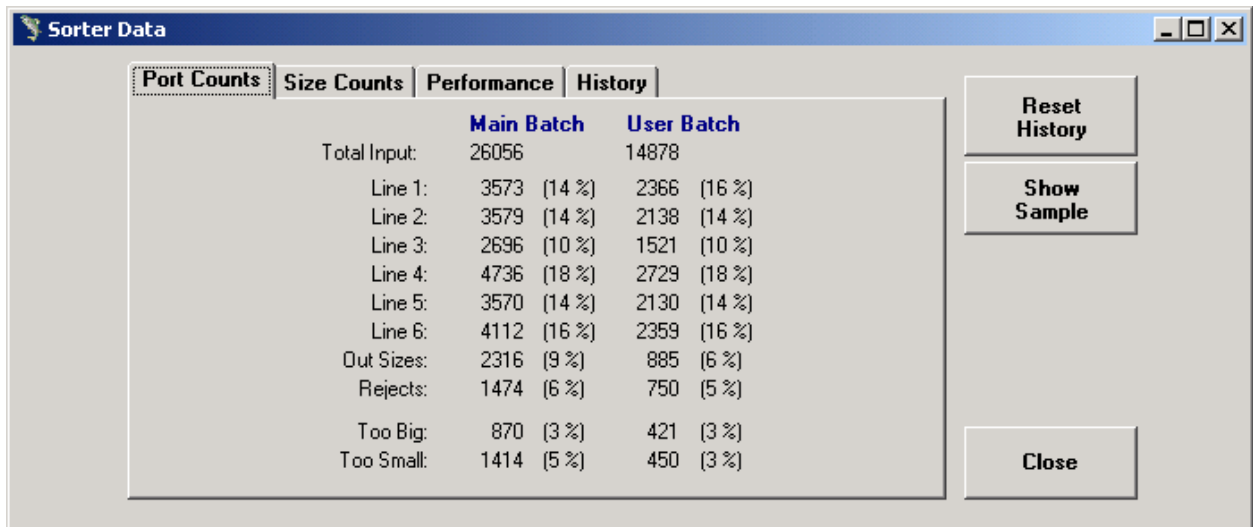 Sorter Data
Port Counts Size Counts Performance History
Main Batch User Batch
Total Input: 26056 14878
Line 1: 3573 (14 %) 2366 (16 %)
Line 2: 3579 (14 %) 2138 (14 %)
Line 3: 2696 (10 %) 1521 (10 %)
Line 4: 4736 (18 %) 2729 (18 %)
Line 5: 3570 (14 %) 2130 (14 %)
Line 6: 4112 (16 %) 2359 (16 %)
Out Sizes: 2316 (9 %) 885 (6 %)
Rejects: 1474 (6 %) 750 (5 %)
Too Big: 870 (3 %) 421 (3 %)
Too Small: 1414 (5 %) 450 (3 %)
Reset
History
Show
Sample
Close